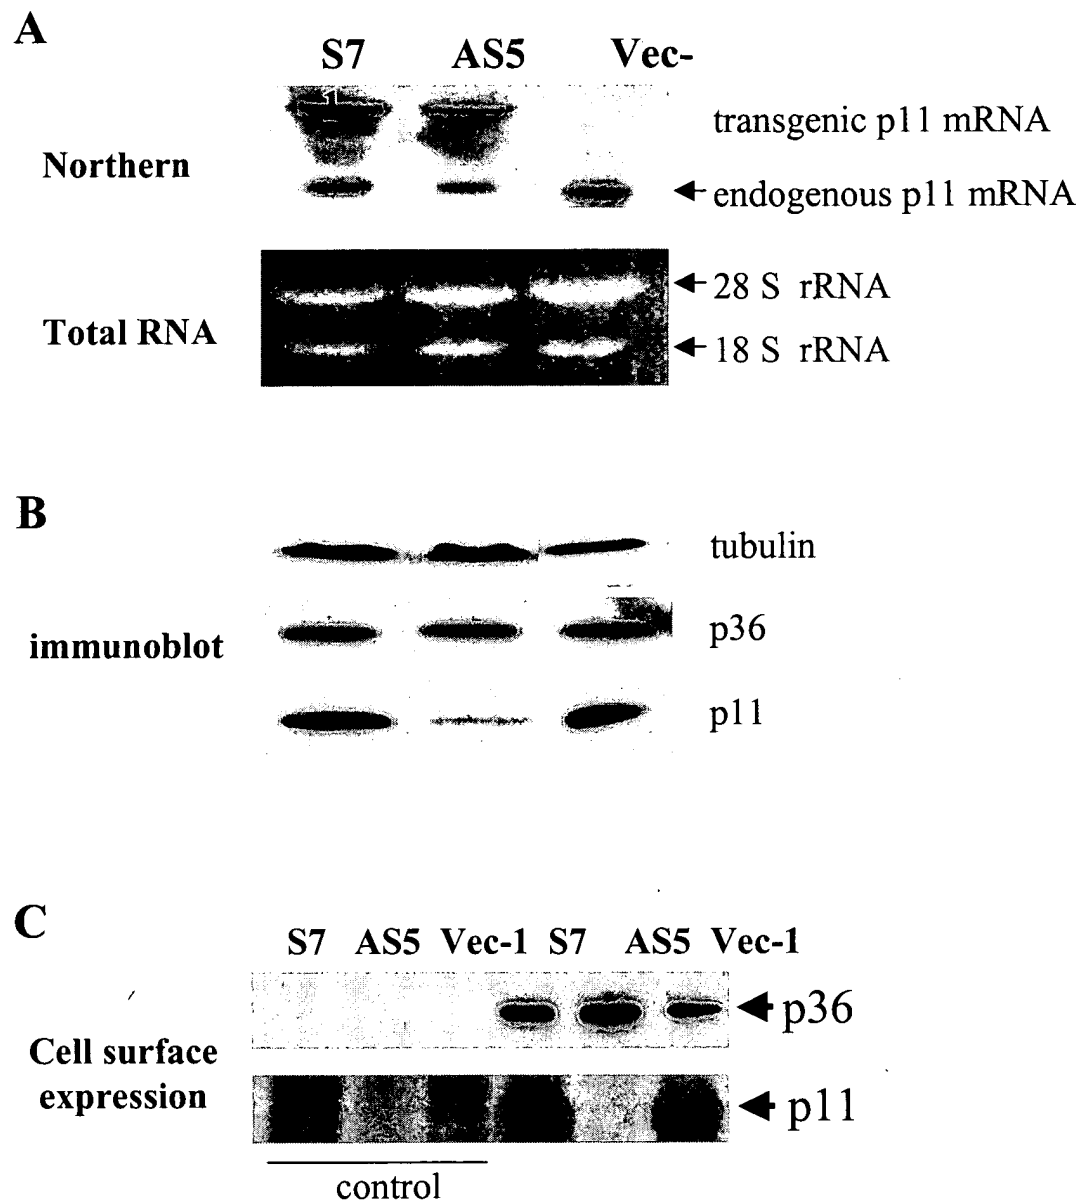 A
S7 AS5 Vec-
Northern
transgenic p11 mRNA
endogenous p11 mRNA
Total RNA
28 S rRNA
18 S rRNA
B
immunoblot
tubulin
p36
p11
C
S7 AS5 Vec-1 S7 AS5 Vec-1
Cell surface
expression
p36
p11
control